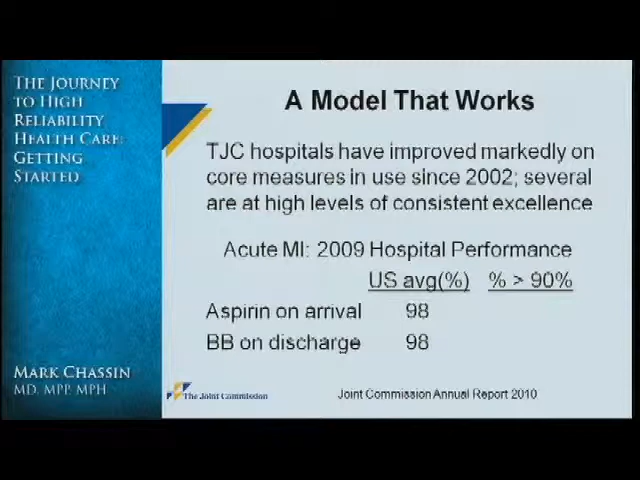 THE JOURNEY
TO HIGH
RELIABILITY
HEALTH CARE:
GETTING
STARTED
MARK CHASSIN
MD, MPP, MPH
A Model That Works
TJC hospitals have improved markedly on
core measures in use since 2002; several
are at high levels of consistent excellence
Acute MI: 2009 Hospital Performance
US avg(%) % > 90%
Aspirin on arrival 98
BB on discharge 98
The Joint Commission
Joint Commission Annual Report 2010